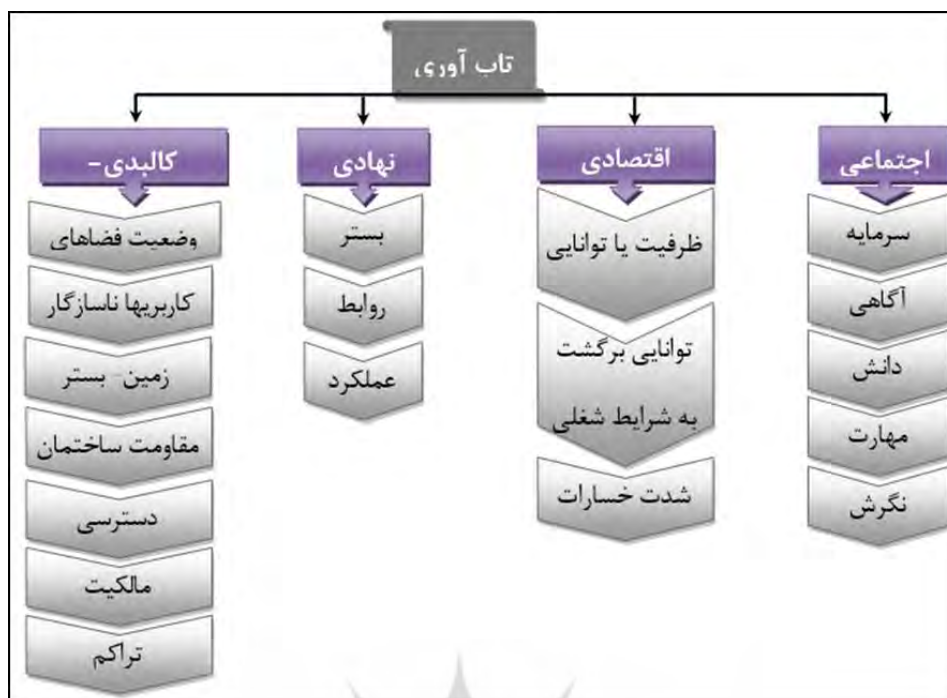 تاب آوری
اجتماعی
سرمایه
آگاهی
دانش
مهارت
نگرش
اقتصادی
ظرفیت یا توانایی
توانایی برگشت
به شرایط شغلی
شدت خسارات
نهادی
بستر
روابط
عملکرد
کالبدی-
وضعیت فضاهای
کاربریها ناسازگار
زمین- بستر
مقاومت ساختمان
دسترسی
مالکیت
تراکم